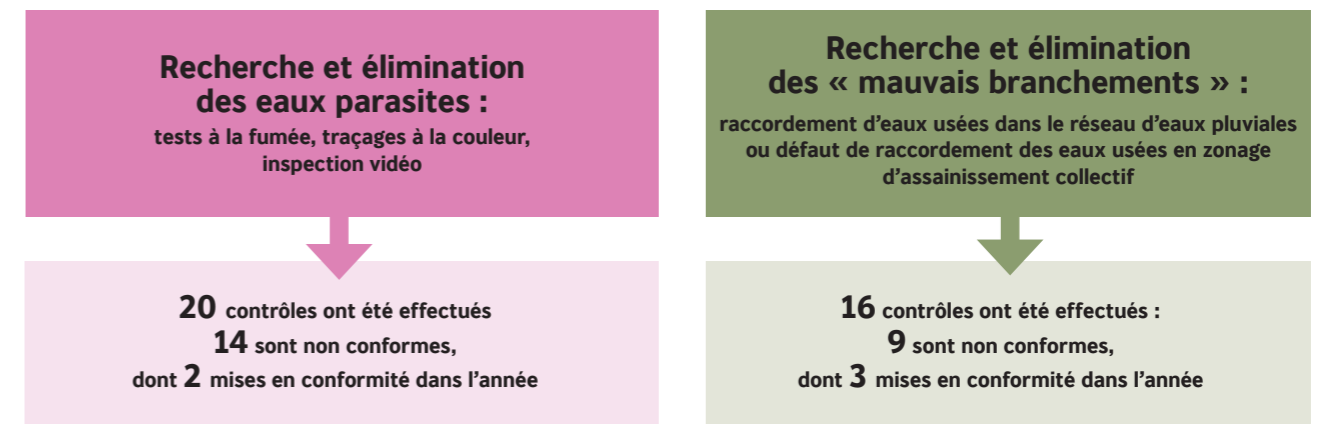 Recherche et élimination
des eaux parasites :
tests à la fumée, traçages à la couleur,
inspection vidéo
20 contrôles ont été effectués
14 sont non conformes,
dont 2 mises en conformité dans l’année
Recherche et élimination
des « mauvais branchements » :
raccordement d’eaux usées dans le réseau d’eaux pluviales
ou défaut de raccordement des eaux usées en zonage
d’assainissement collectif
16 contrôles ont été effectués :
9 sont non conformes,
dont 3 mises en conformité dans l’année